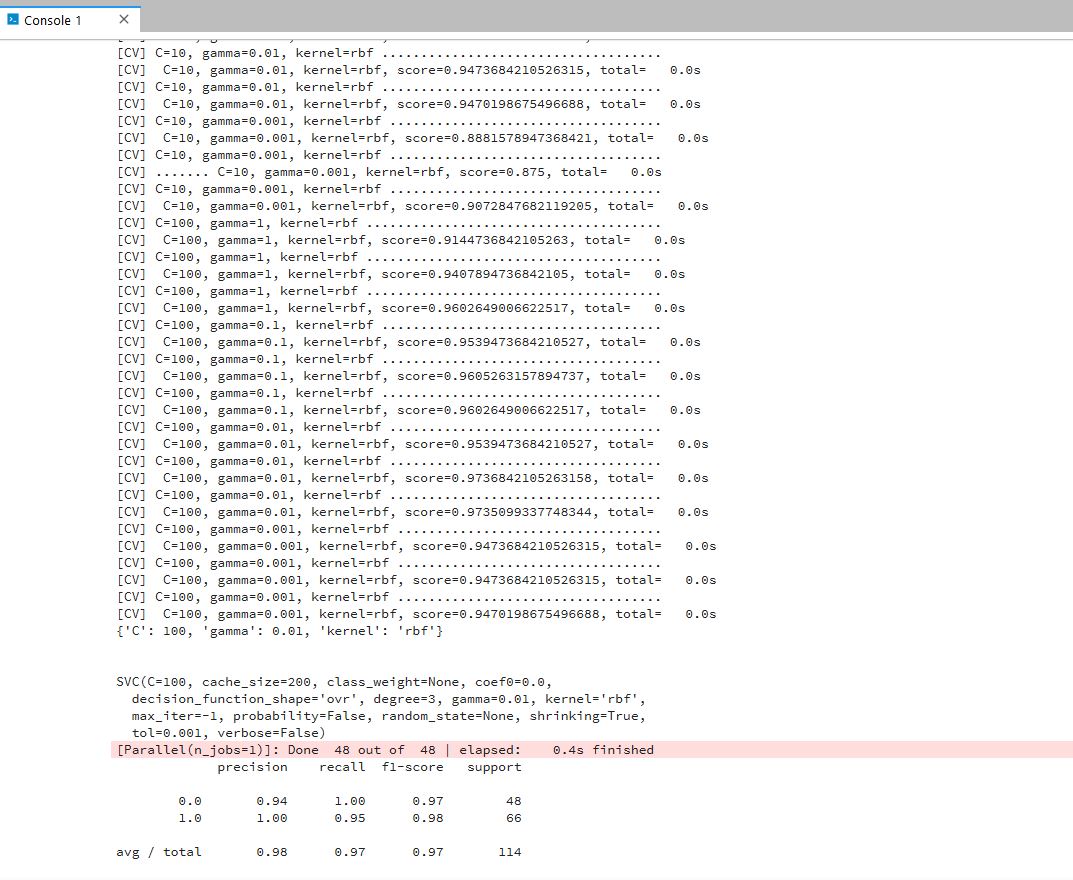 Console 1
[CV] C=10, gamma=0.01, kernel=rbf ....................................
[CV]  C=10, gamma=0.01, kernel=rbf, score=0.9473684210526315, total=   0.0s
[CV] C=10, gamma=0.01, kernel=rbf ....................................
[CV]  C=10, gamma=0.01, kernel=rbf, score=0.9470198675496688, total=   0.0s
[CV] C=10, gamma=0.001, kernel=rbf ...................................
[CV]  C=10, gamma=0.001, kernel=rbf, score=0.8881578947368421, total=   0.0s
[CV] C=10, gamma=0.001, kernel=rbf ...................................
[CV] ....... C=10, gamma=0.001, kernel=rbf, score=0.875, total=   0.0s
[CV] C=10, gamma=0.001, kernel=rbf ...................................
[CV]  C=10, gamma=0.001, kernel=rbf, score=0.9072847682119205, total=   0.0s
[CV] C=100, gamma=1, kernel=rbf ......................................
[CV]  C=100, gamma=1, kernel=rbf, score=0.9144736842105263, total=   0.0s
[CV] C=100, gamma=1, kernel=rbf ......................................
[CV]  C=100, gamma=1, kernel=rbf, score=0.9407894736842105, total=   0.0s
[CV] C=100, gamma=1, kernel=rbf ......................................
[CV]  C=100, gamma=1, kernel=rbf, score=0.9602649006622517, total=   0.0s
[CV] C=100, gamma=0.1, kernel=rbf ....................................
[CV]  C=100, gamma=0.1, kernel=rbf, score=0.9539473684210527, total=   0.0s
[CV] C=100, gamma=0.1, kernel=rbf ....................................
[CV]  C=100, gamma=0.1, kernel=rbf, score=0.9605263157894737, total=   0.0s
[CV] C=100, gamma=0.1, kernel=rbf ....................................
[CV]  C=100, gamma=0.1, kernel=rbf, score=0.9602649006622517, total=   0.0s
[CV] C=100, gamma=0.01, kernel=rbf ...................................
[CV]  C=100, gamma=0.01, kernel=rbf, score=0.9539473684210527, total=   0.0s
[CV] C=100, gamma=0.01, kernel=rbf ...................................
[CV]  C=100, gamma=0.01, kernel=rbf, score=0.9736842105263158, total=   0.0s
[CV] C=100, gamma=0.01, kernel=rbf ...................................
[CV]  C=100, gamma=0.01, kernel=rbf, score=0.9735099337748344, total=   0.0s
[CV] C=100, gamma=0.001, kernel=rbf ..................................
[CV]  C=100, gamma=0.001, kernel=rbf, score=0.9473684210526315, total=   0.0s
[CV] C=100, gamma=0.001, kernel=rbf ..................................
[CV]  C=100, gamma=0.001, kernel=rbf, score=0.9473684210526315, total=   0.0s
[CV] C=100, gamma=0.001, kernel=rbf ..................................
[CV]  C=100, gamma=0.001, kernel=rbf, score=0.9470198675496688, total=   0.0s
{'C': 100, 'gamma': 0.01, 'kernel': 'rbf'}
SVC(C=100, cache_size=200, class_weight=None, coef0=0.0,
  decision_function_shape='ovr', degree=3, gamma=0.01, kernel='rbf',
  max_iter=-1, probability=False, random_state=None, shrinking=True,
  tol=0.001, verbose=False)
[Parallel(n_jobs=1)]: Done  48 out of  48 | elapsed:    0.4s finished
             precision    recall  f1-score   support
        0.0       0.94      1.00      0.97        48
        1.0       1.00      0.95      0.98        66
avg / total       0.98      0.97      0.97       114